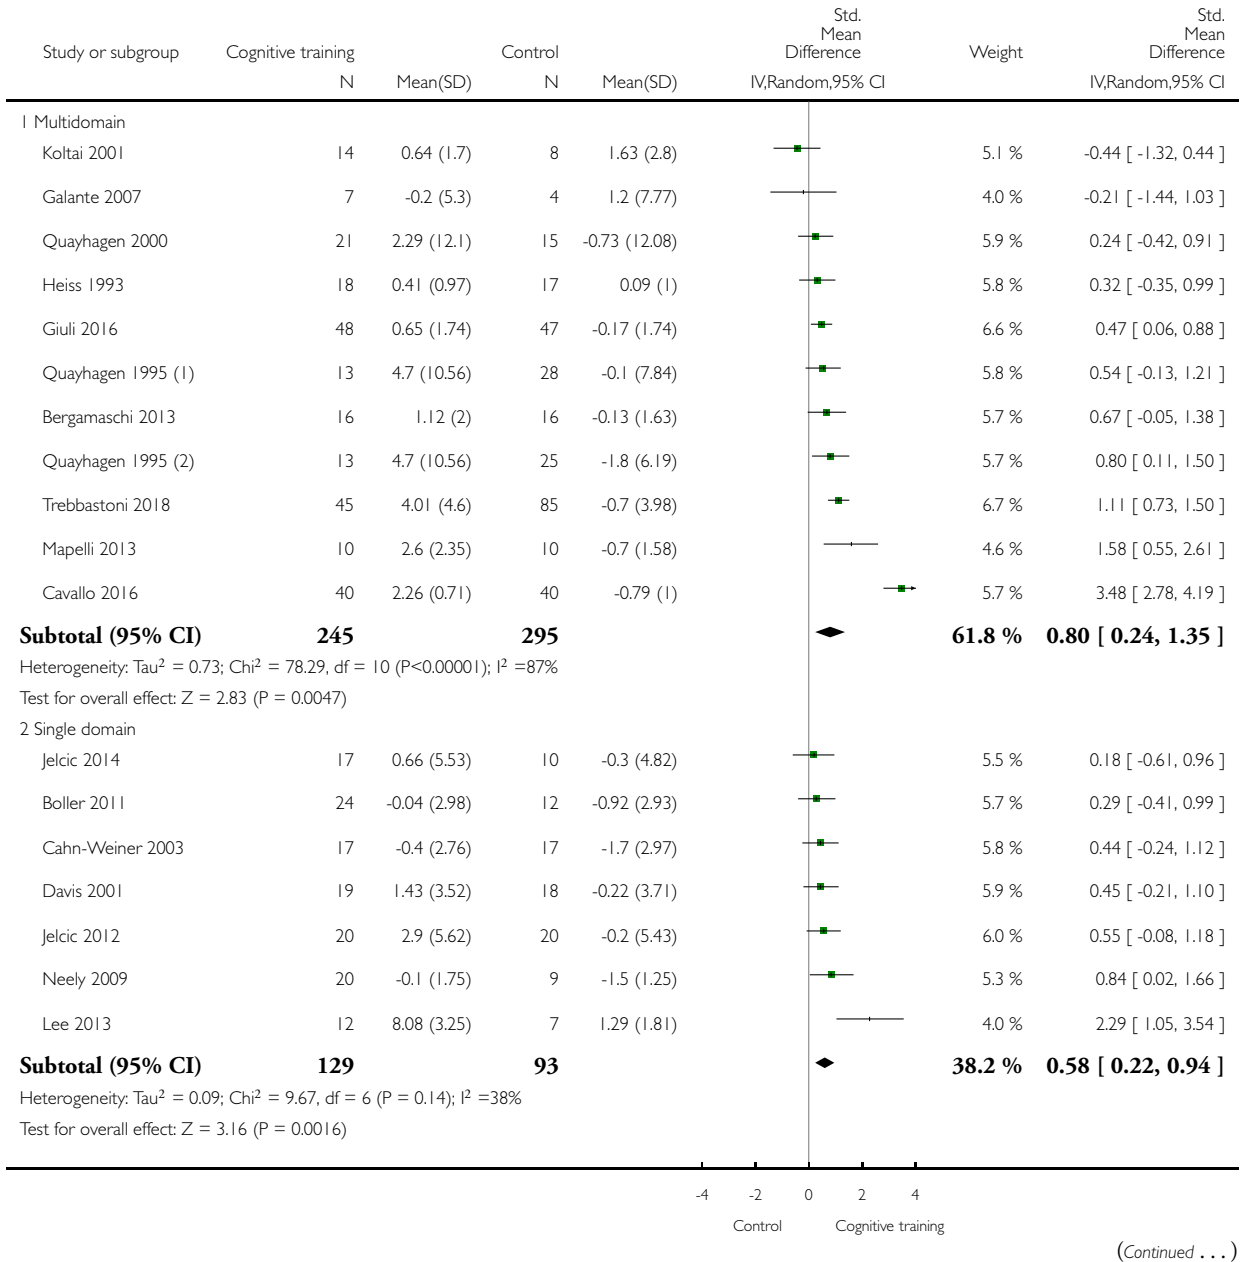 Std.
Mean
Difference
Std.
Mean
Difference
Study or subgroup Cognitive training Control Weight
N Mean(SD) N Mean(SD) IV,Random,95% CI IV,Random,95% CI
1 Multidomain
Koltai 2001 14 0.64 (1.7) 8 1.63 (2.8) 5.1 % -0.44 [ -1.32, 0.44 ]
Galante 2007 7 -0.2 (5.3) 4 1.2 (7.77) 4.0 % -0.21 [ -1.44, 1.03 ]
Quayhagen 2000 21 2.29 (12.1) 15 -0.73 (12.08) 5.9 % 0.24 [ -0.42, 0.91 ]
Heiss 1993 18 0.41 (0.97) 17 0.09 (1) 5.8 % 0.32 [ -0.35, 0.99 ]
Giuli 2016 48 0.65 (1.74) 47 -0.17 (1.74) 6.6 % 0.47 [ 0.06, 0.88 ]
Quayhagen 1995 (1) 13 4.7 (10.56) 28 -0.1 (7.84) 5.8 % 0.54 [ -0.13, 1.21 ]
Bergamaschi 2013 16 1.12 (2) 16 -0.13 (1.63) 5.7 % 0.67 [ -0.05, 1.38 ]
Quayhagen 1995 (2) 13 4.7 (10.56) 25 -1.8 (6.19) 5.7 % 0.80 [ 0.11, 1.50 ]
Trebbastoni 2018 45 4.01 (4.6) 85 -0.7 (3.98) 6.7 % 1.11 [ 0.73, 1.50 ]
Mapelli 2013 10 2.6 (2.35) 10 -0.7 (1.58) 4.6 % 1.58 [ 0.55, 2.61 ]
Cavallo 2016 40 2.26 (0.71) 40 -0.79 (1) 5.7 % 3.48 [ 2.78, 4.19 ]
Subtotal (95% CI) 245 295 61.8 % 0.80 [ 0.24, 1.35 ]
Heterogeneity: Tau² = 0.73; Chi² = 78.29, df = 10 (P<0.00001); I² =87%
Test for overall effect: Z = 2.83 (P = 0.0047)
2 Single domain
Jelcic 2014 17 0.66 (5.53) 10 -0.3 (4.82) 5.5 % 0.18 [ -0.61, 0.96 ]
Boller 2011 24 -0.04 (2.98) 12 -0.92 (2.93) 5.7 % 0.29 [ -0.41, 0.99 ]
Cahn-Weiner 2003 17 -0.4 (2.76) 17 -1.7 (2.97) 5.8 % 0.44 [ -0.24, 1.12 ]
Davis 2001 19 1.43 (3.52) 18 -0.22 (3.71) 5.9 % 0.45 [ -0.21, 1.10 ]
Jelcic 2012 20 2.9 (5.62) 20 -0.2 (5.43) 6.0 % 0.55 [ -0.08, 1.18 ]
Neely 2009 20 -0.1 (1.75) 9 -1.5 (1.25) 5.3 % 0.84 [ 0.02, 1.66 ]
Lee 2013 12 8.08 (3.25) 7 1.29 (1.81) 4.0 % 2.29 [ 1.05, 3.54 ]
Subtotal (95% CI) 129 93 38.2 % 0.58 [ 0.22, 0.94 ]
Heterogeneity: Tau² = 0.09; Chi² = 9.67, df = 6 (P = 0.14); I² =38%
Test for overall effect: Z = 3.16 (P = 0.0016)
-4 -2 0 2 4
Control Cognitive training
(Continued . . . )